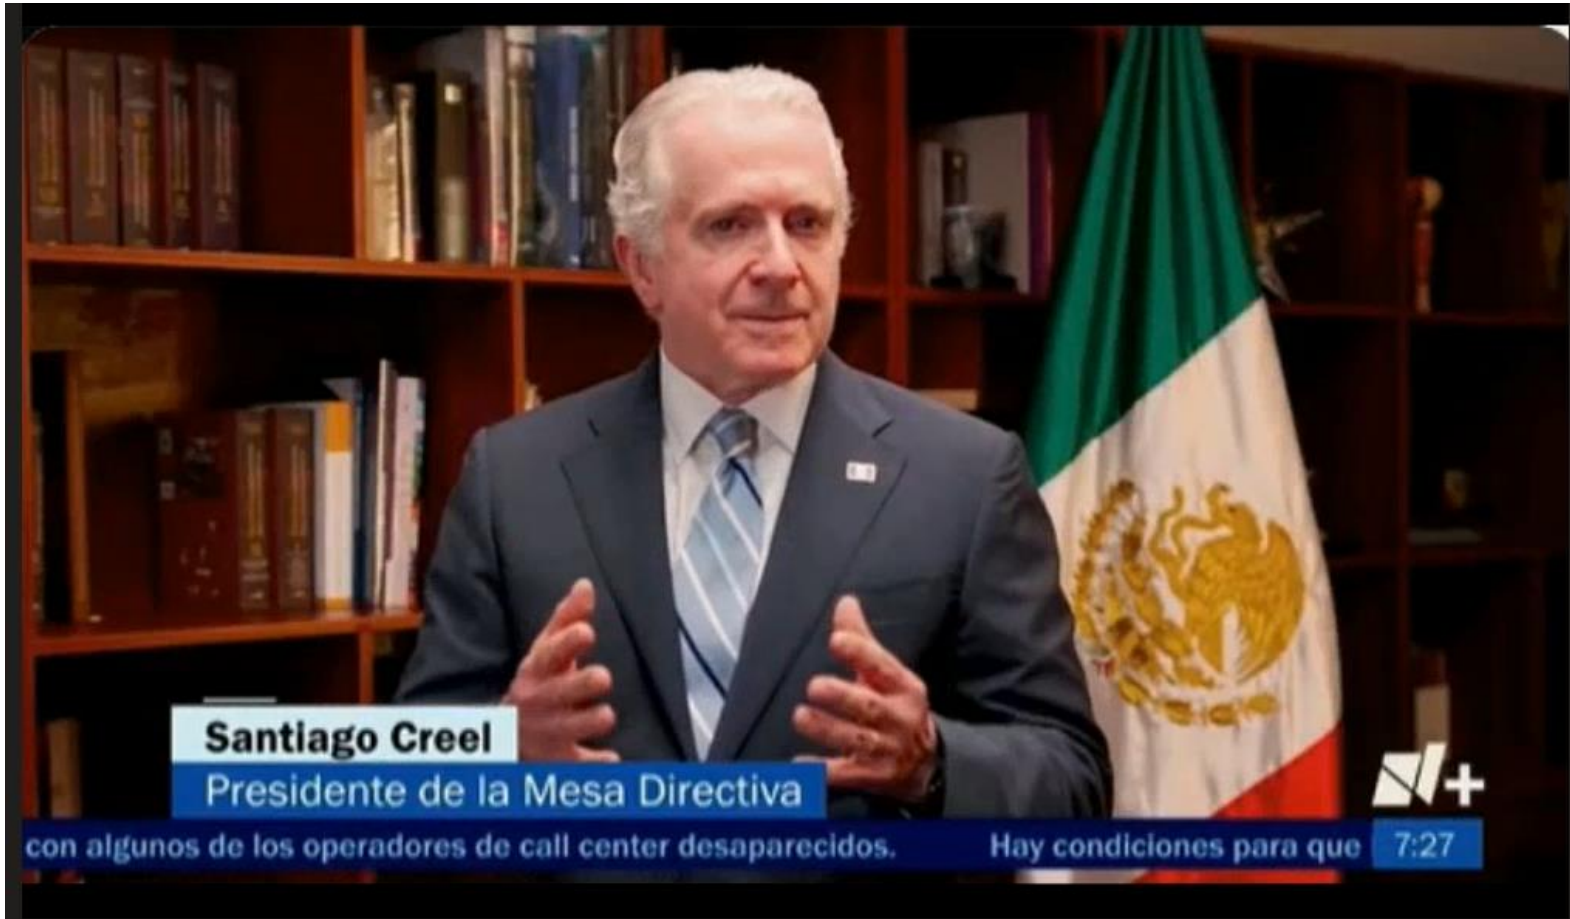 Santiago Creel
Presidente de la Mesa Directiva
N+
con algunos de los operadores de call center desaparecidos. Hay condiciones para que 7:27